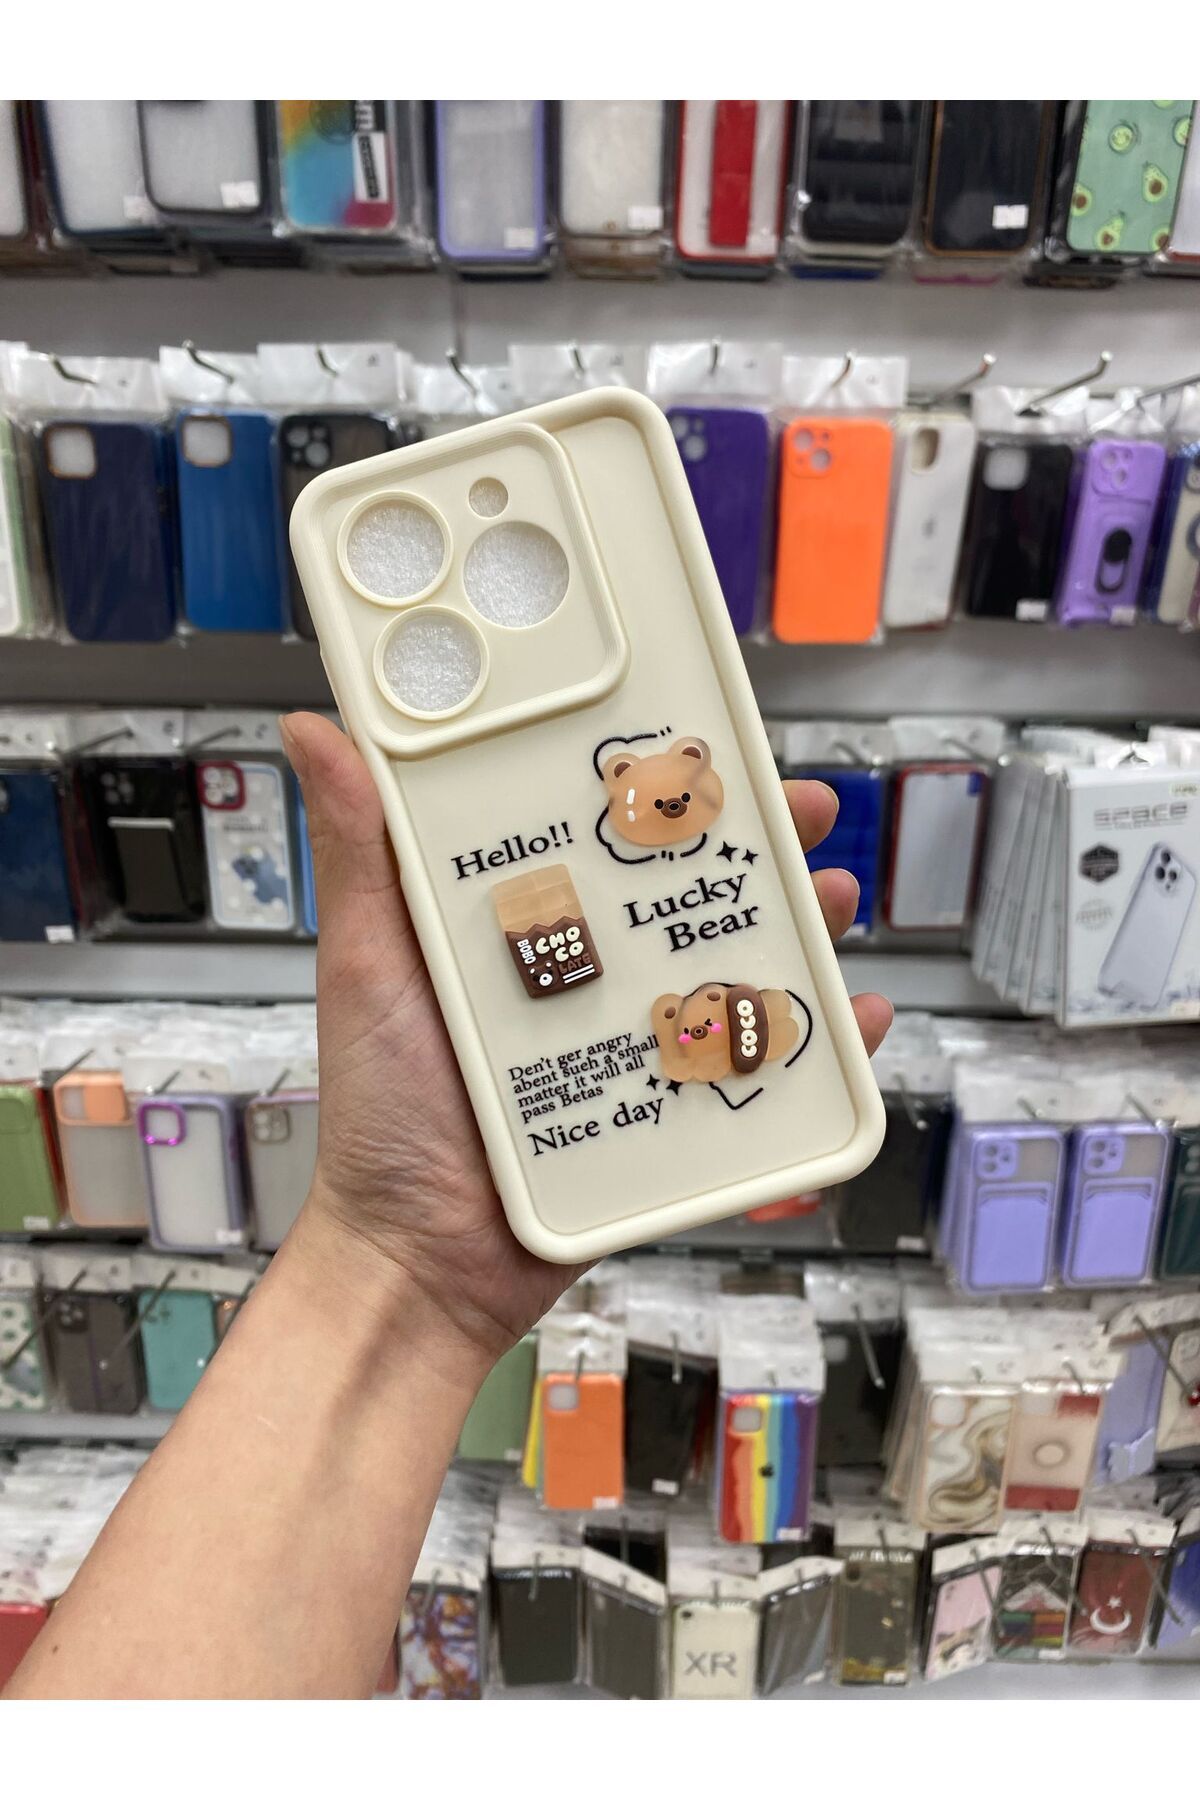 Hello!!
Lucky
Bear
BOBO
CHO
CO
LATE
COCO
Den't ger angry
abent sueh a small
matter it will all
pass Betas
Nice day
SPACE
XR